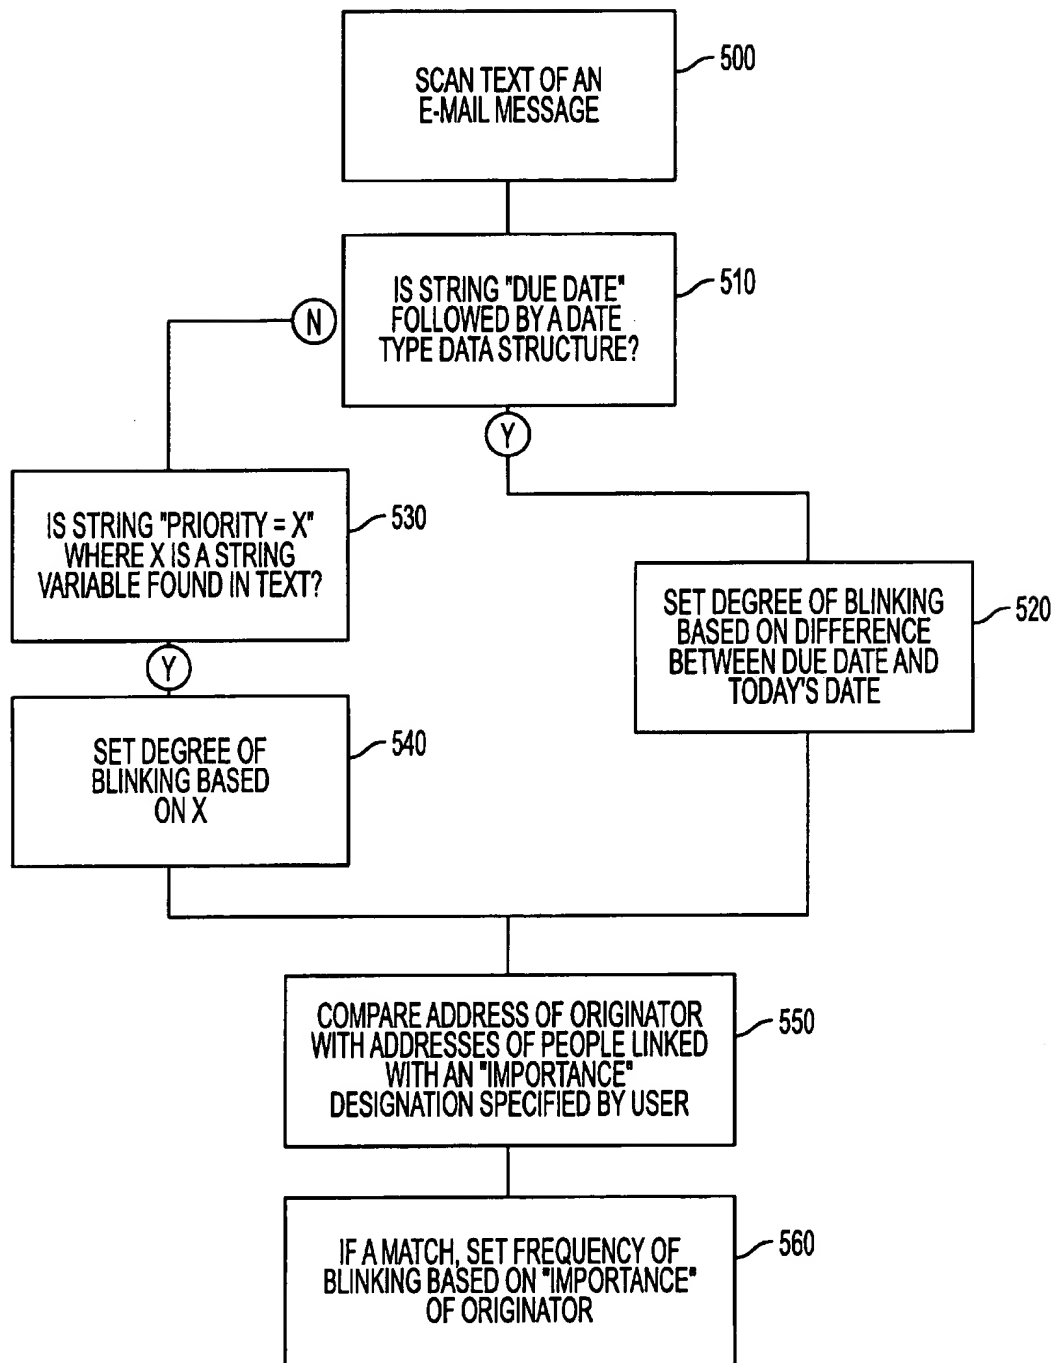 SCAN TEXT OF AN
E-MAIL MESSAGE
500
IS STRING "DUE DATE"
FOLLOWED BY A DATE
TYPE DATA STRUCTURE?
510
N
Y
IS STRING "PRIORITY = X"
WHERE X IS A STRING
VARIABLE FOUND IN TEXT?
530
SET DEGREE OF BLINKING
BASED ON DIFFERENCE
BETWEEN DUE DATE AND
TODAY'S DATE
520
Y
SET DEGREE OF
BLINKING BASED
ON X
540
COMPARE ADDRESS OF ORIGINATOR
WITH ADDRESSES OF PEOPLE LINKED
WITH AN "IMPORTANCE"
DESIGNATION SPECIFIED BY USER
550
IF A MATCH, SET FREQUENCY OF
BLINKING BASED ON "IMPORTANCE"
OF ORIGINATOR
560